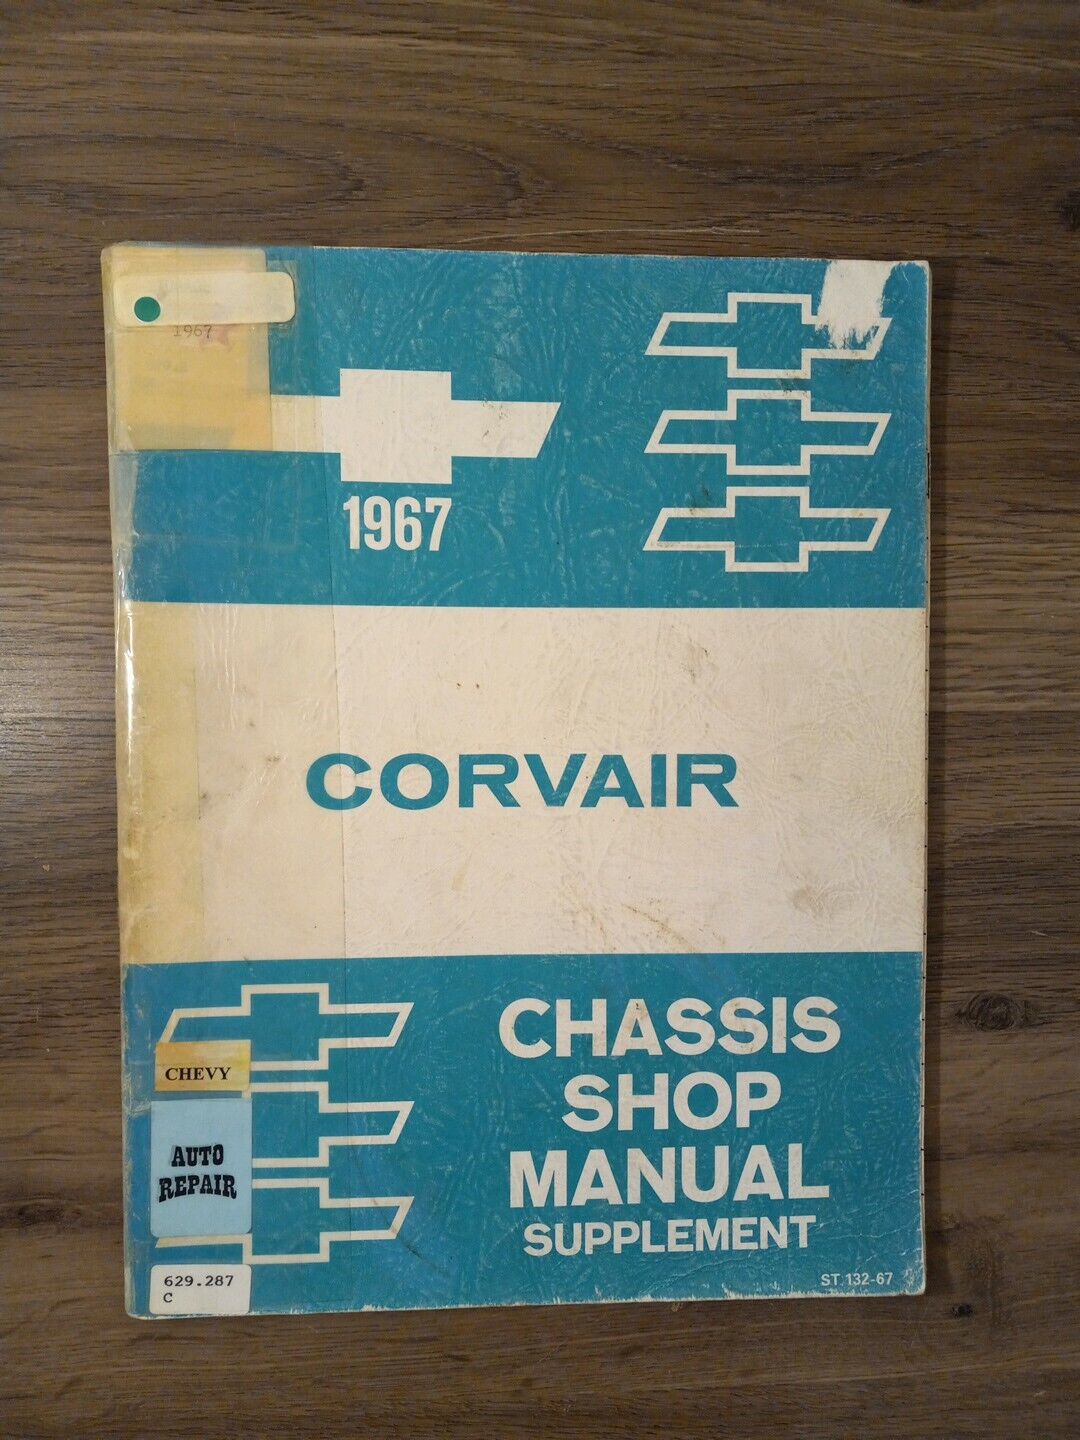 1967
1967
CORVAIR
CHASSIS
SHOP
MANUAL
SUPPLEMENT
ST 132-67
CHEVY
AUTO
REPAIR
629.287
C